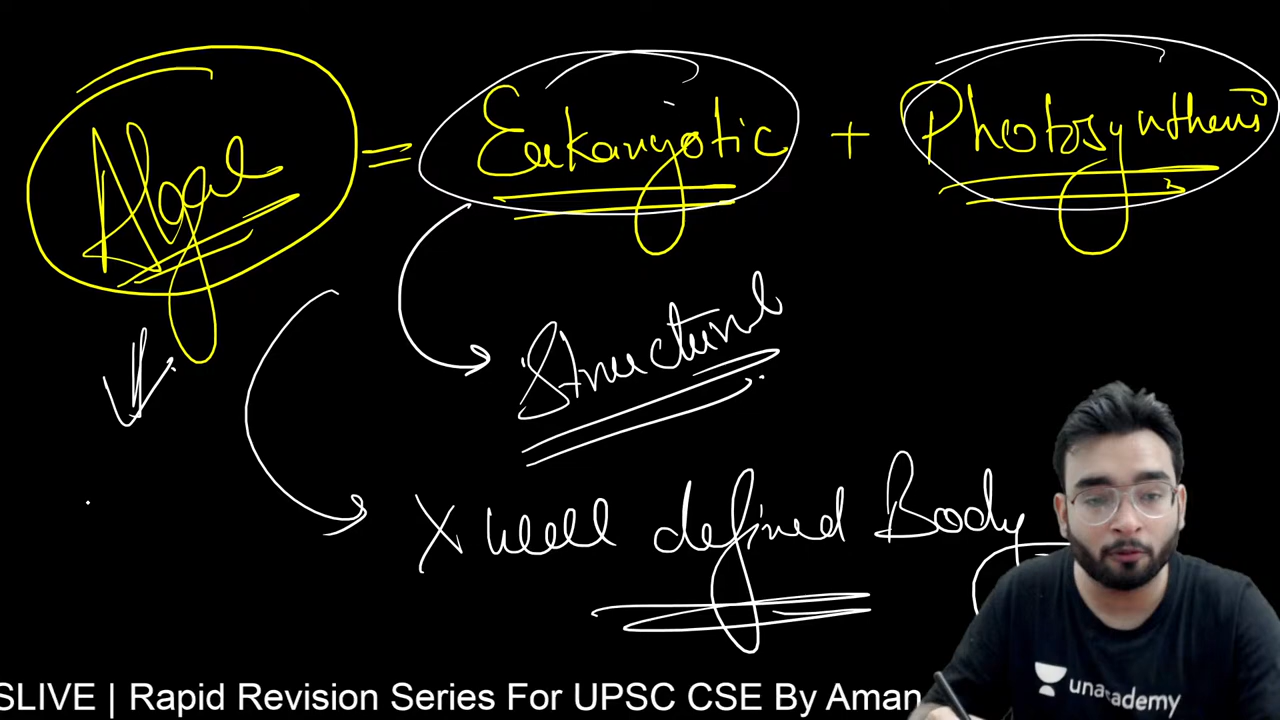 Algae = Eukaryotic + Photosynthesis
Structural
X well defined Body
unacademy
SLIVE | Rapid Revision Series For UPSC CSE By Aman